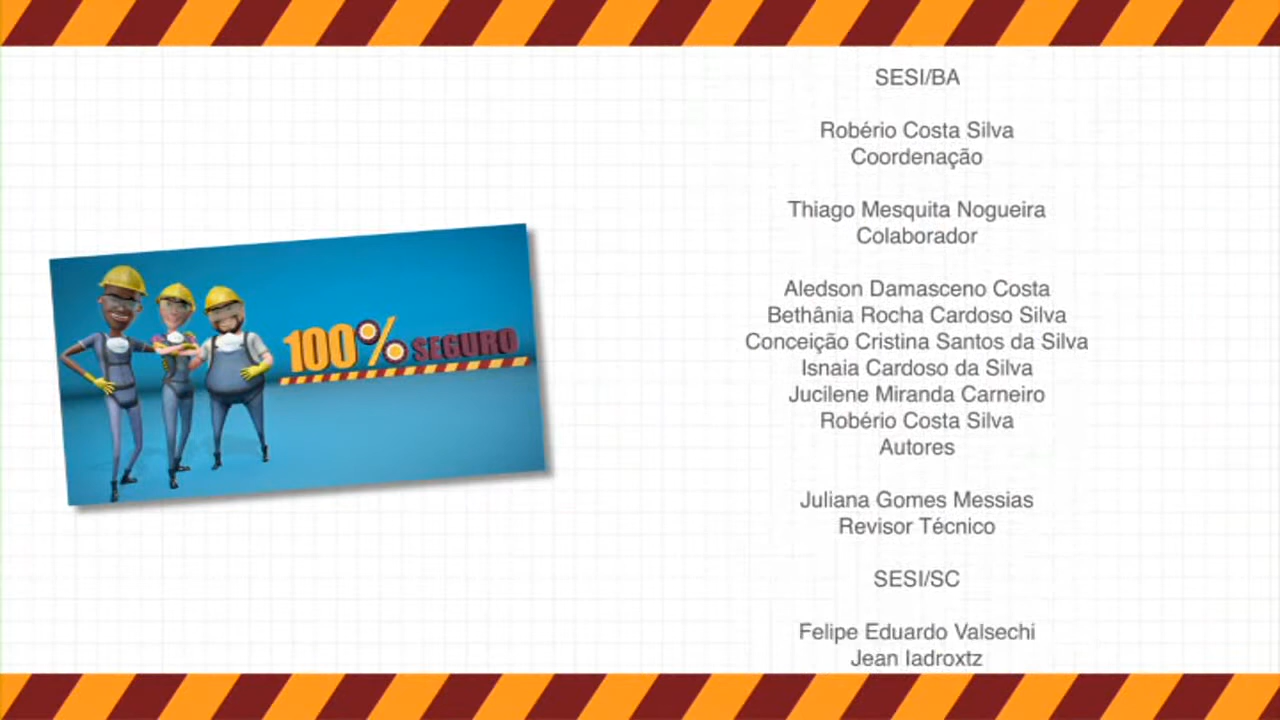 100% SEGURO
SESI/BA
Robério Costa Silva
Coordenação
Thiago Mesquita Nogueira
Colaborador
Aledson Damasceno Costa
Bethânia Rocha Cardoso Silva
Conceição Cristina Santos da Silva
Isnaia Cardoso da Silva
Jucilene Miranda Carneiro
Robério Costa Silva
Autores
Juliana Gomes Messias
Revisor Técnico
SESI/SC
Felipe Eduardo Valsechi
Jean Iadroxtz